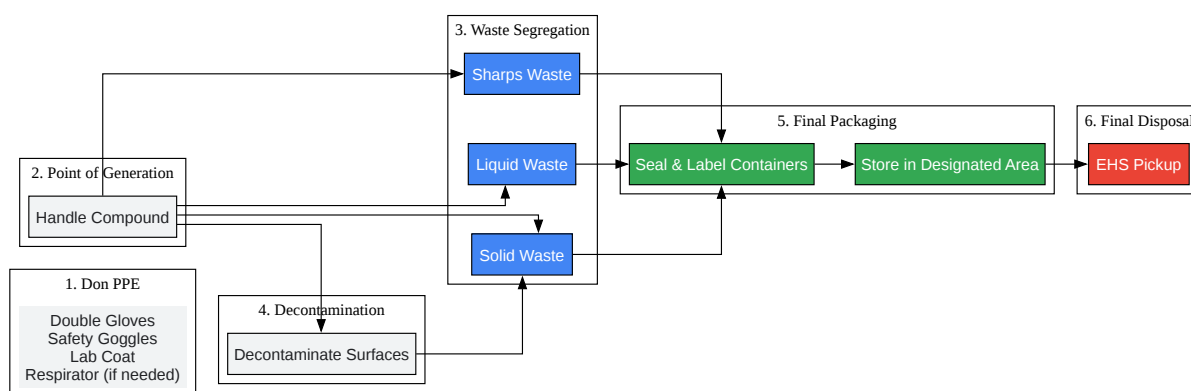 3. Waste Segregation
Sharps Waste
5. Final Packaging
6. Final Disposal
2. Point of Generation
Liquid Waste
Seal & Label Containers
Store in Designated Area
EHS Pickup
Handle Compound
Solid Waste
1. Don PPE
4. Decontamination
Double Gloves
Safety Goggles
Lab Coat
Respirator (if needed)
Decontaminate Surfaces